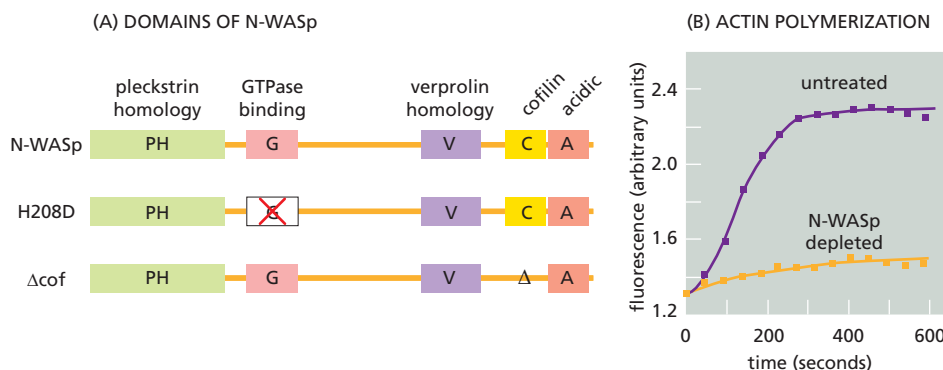 (A) DOMAINS OF N-WASp
pleckstrin homology
GTPase binding
verprolin homology
cofilin
acidic
N-WASp PH G V C A
H208D PH G V C A
Δcof PH G V Δ A
(B) ACTIN POLYMERIZATION
fluorescence (arbitrary units)
2.4
2.0
1.6
1.2
untreated
N-WASp
depleted
0 200 400 600
time (seconds)